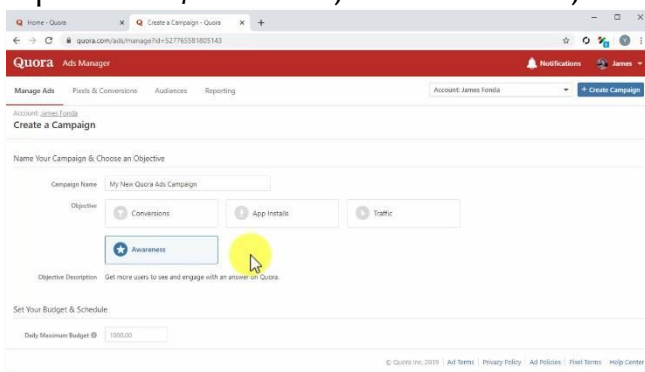 Home - Quora
Create a Campaign - Quora
quora.com/ads/manage?id=527765581805143
Quora Ads Manager
Notifications James
Manage Ads Pixels & Conversions Audiences Reporting
Account: James Fonda
+ Create Campaign
Account: James Fonda
Create a Campaign
Name Your Campaign & Choose an Objective
Campaign Name My New Quora Ads Campaign
Objective
Conversions App Installs Traffic
Awareness
Objective Description Get more users to see and engage with an answer on Quora.
Set Your Budget & Schedule
Daily Maximum Budget 1000.00
© Quora Inc. 2019 Ad Terms Privacy Policy Ad Policies Pixel Terms Help Center